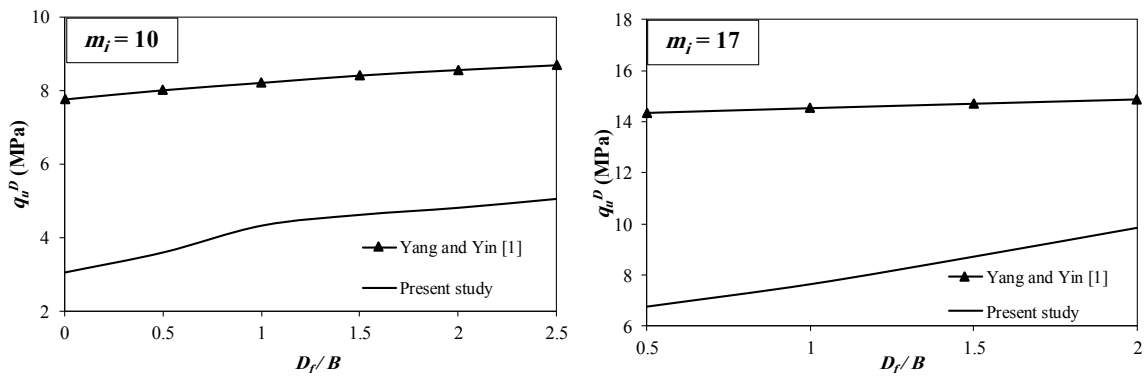 m_i = 10
10
8
6
4
2
q_u^D (MPa)
Yang and Yin [1]
Present study
0
0.5
1
1.5
2
2.5
D_f / B
m_i = 17
18
16
14
12
10
8
6
q_u^D (MPa)
Yang and Yin [1]
Present study
0.5
1
1.5
2
D_f / B